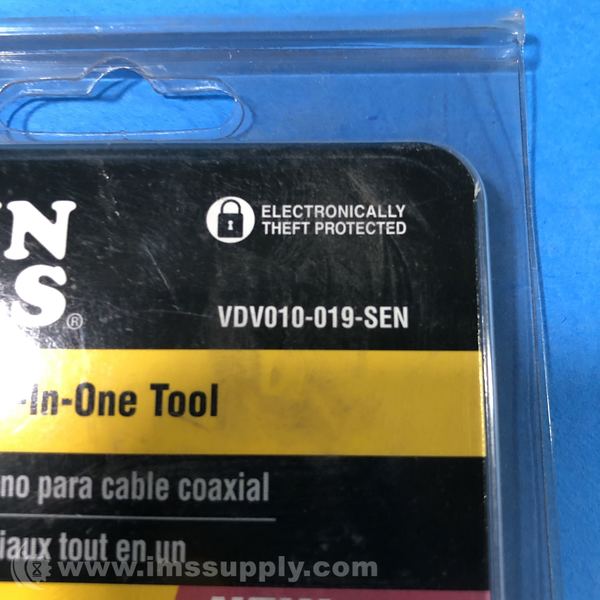 ELECTRONICALLY
THEFT PROTECTED
VDV010-019-SEN
-In-One Tool
no para cable coaxial
iaux tout en un
www.imssupply.com